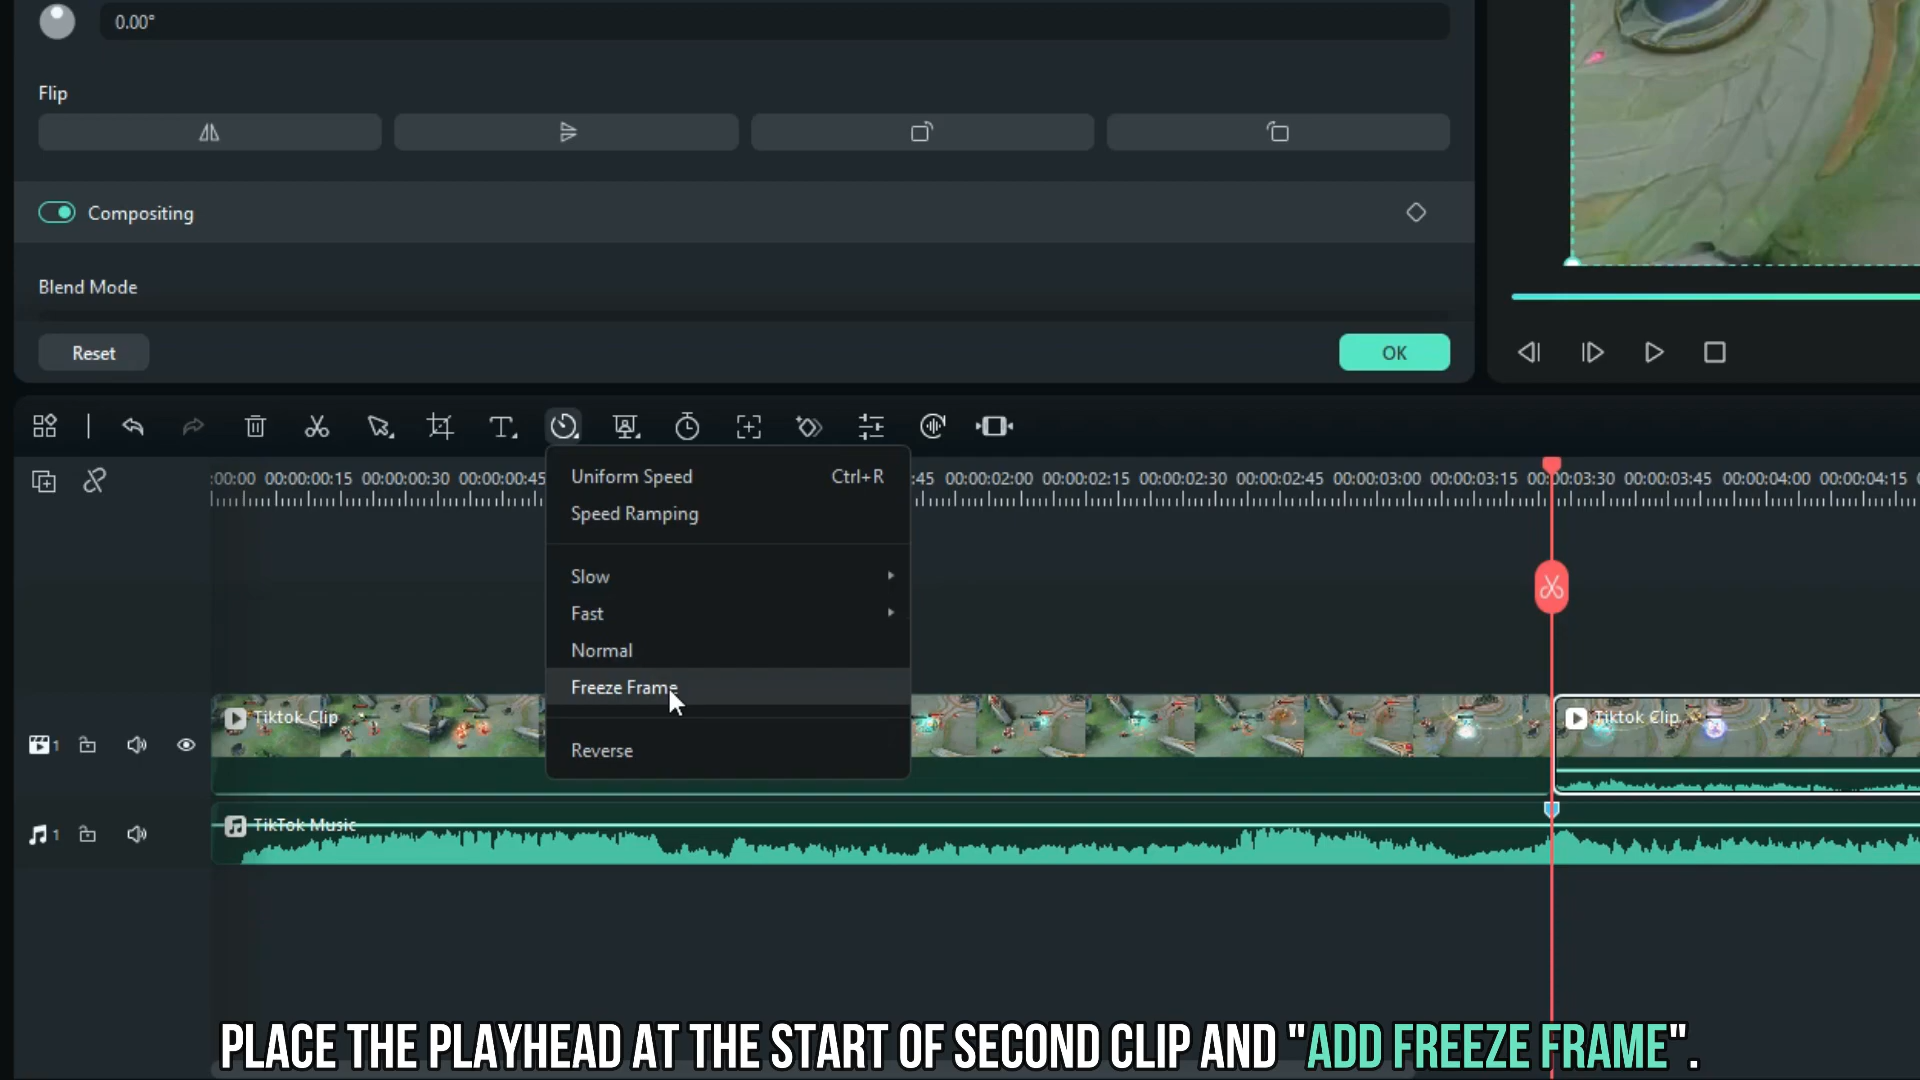 0.00°
Flip
Compositing
Blend Mode
Reset
OK
:00:00 00:00:00:15 00:00:00:30 00:00:00:45 :45 00:00:02:00 00:00:02:15 00:00:02:30 00:00:02:45 00:00:03:00 00:00:03:15 00:00:03:30 00:00:03:45 00:00:04:00 00:00:04:15
Uniform Speed Ctrl+R
Speed Ramping
Slow
Fast
Normal
Freeze Frame
Reverse
Tiktok Clip
Tiktok Clip
1
TikTok Music
1
PLACE THE PLAYHEAD AT THE START OF SECOND CLIP AND "ADD FREEZE FRAME".